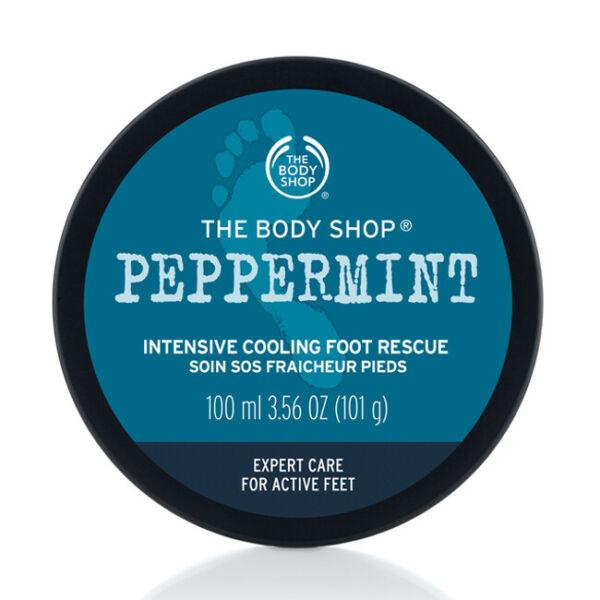 THE
BODY
SHOP
®
THE BODY SHOP®
PEPPERMINT
INTENSIVE COOLING FOOT RESCUE
SOIN SOS FRAICHEUR PIEDS
100 ml 3.56 OZ (101 g)
EXPERT CARE
FOR ACTIVE FEET